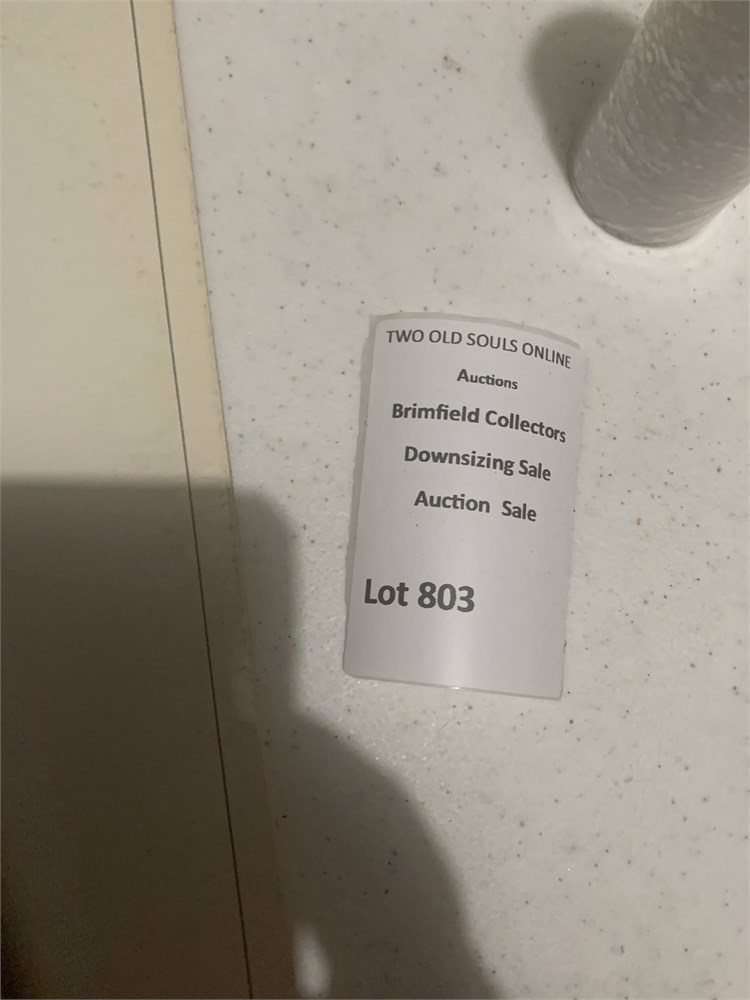 TWO OLD SOULS ONLINE
Auctions
Brimfield Collectors
Downsizing Sale
Auction Sale
Lot 803